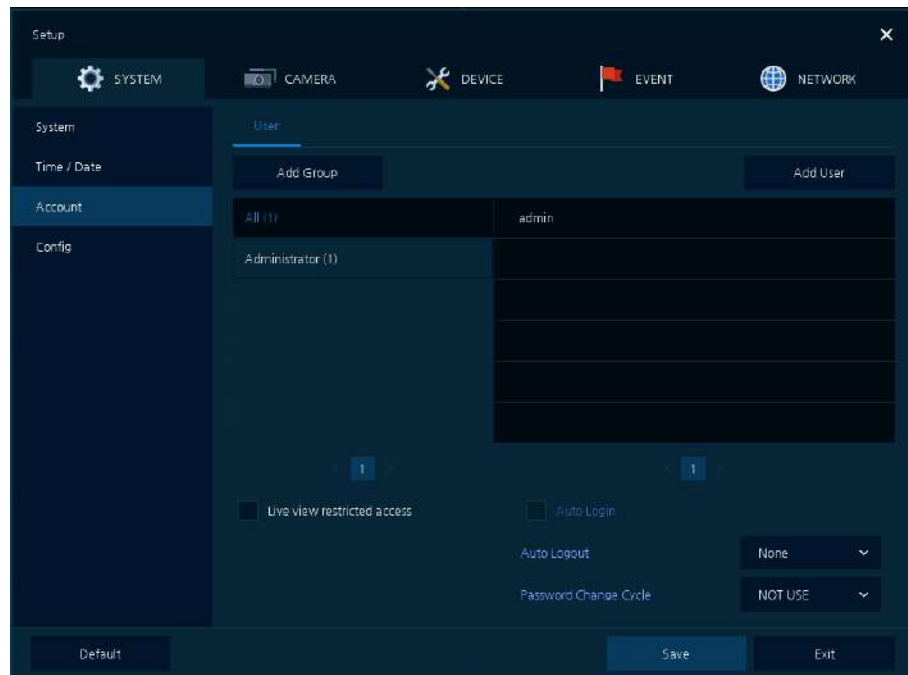 Setup
SYSTEM CAMERA DEVICE EVENT NETWORK
System
Time / Date
Account
Config
User
Add Group Add User
All (1) admin
Administrator (1)
1 1
Live view restricted access Auto Login
Auto Logout None
Password Change Cycle NOT USE
Default Save Exit